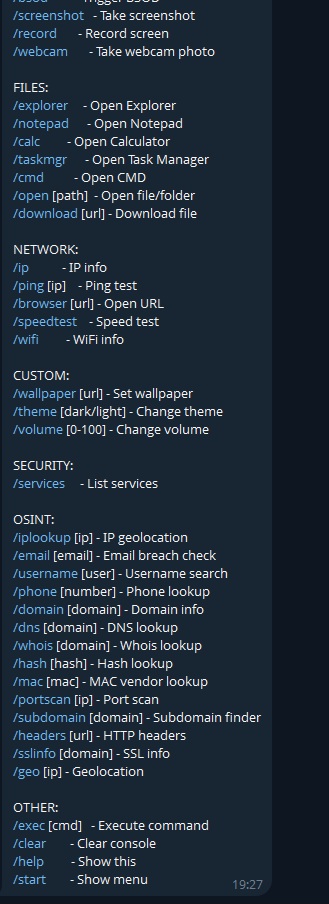 /screenshot - Take screenshot
/record - Record screen
/webcam - Take webcam photo
FILES:
/explorer - Open Explorer
/notepad - Open Notepad
/calc - Open Calculator
/taskmgr - Open Task Manager
/cmd - Open CMD
/open [path] - Open file/folder
/download [url] - Download file
NETWORK:
/ip - IP info
/ping [ip] - Ping test
/browser [url] - Open URL
/speedtest - Speed test
/wifi - WiFi info
CUSTOM:
/wallpaper [url] - Set wallpaper
/theme [dark/light] - Change theme
/volume [0-100] - Change volume
SECURITY:
/services - List services
OSINT:
/iplookup [ip] - IP geolocation
/email [email] - Email breach check
/username [user] - Username search
/phone [number] - Phone lookup
/domain [domain] - Domain info
/dns [domain] - DNS lookup
/whois [domain] - Whois lookup
/hash [hash] - Hash lookup
/mac [mac] - MAC vendor lookup
/portscan [ip] - Port scan
/subdomain [domain] - Subdomain finder
/headers [url] - HTTP headers
/sslinfo [domain] - SSL info
/geo [ip] - Geolocation
OTHER:
/exec [cmd] - Execute command
/clear - Clear console
/help - Show this
/start - Show menu
19:27